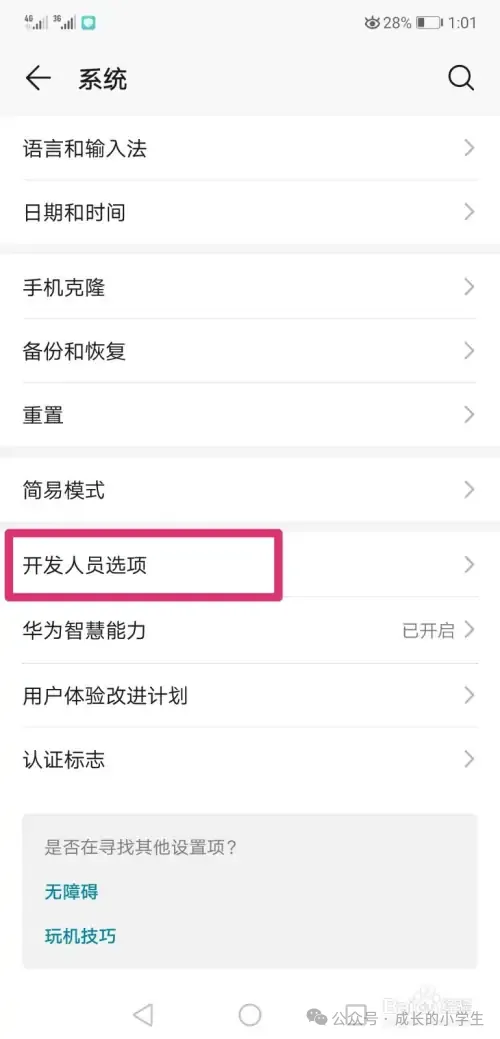 4G 3G 28% 1:01
系统
语言和输入法
日期和时间
手机克隆
备份和恢复
重置
简易模式
开发人员选项
华为智慧能力 已开启
用户体验改进计划
认证标志
是否在寻找其他设置项?
无障碍
玩机技巧
公众号·成长的小学生